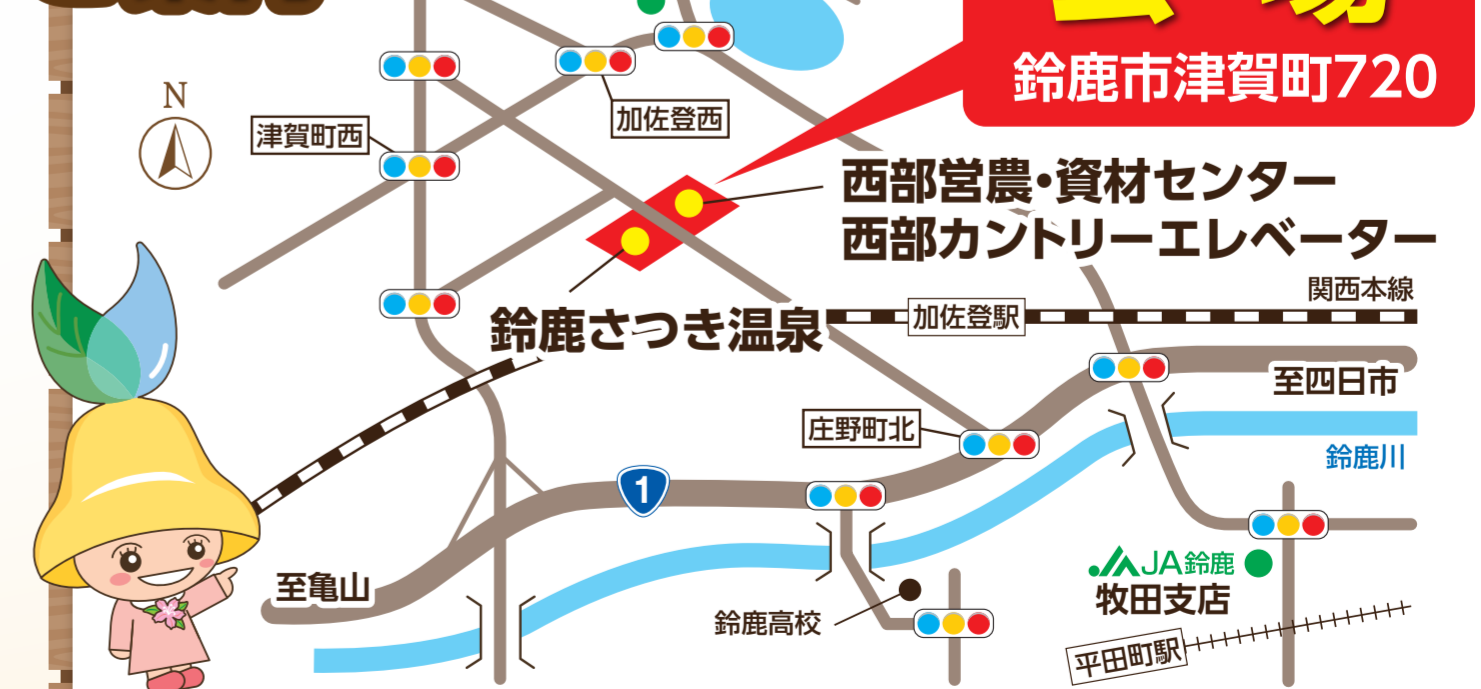 会場
鈴鹿市津賀町720
N
津賀町西
加佐登西
西部営農・資材センター
西部カントリーエレベーター
関西本線
鈴鹿さつき温泉
加佐登駅
至四日市
庄野町北
鈴鹿川
1
至亀山
JA鈴鹿
牧田支店
鈴鹿高校
平田町駅